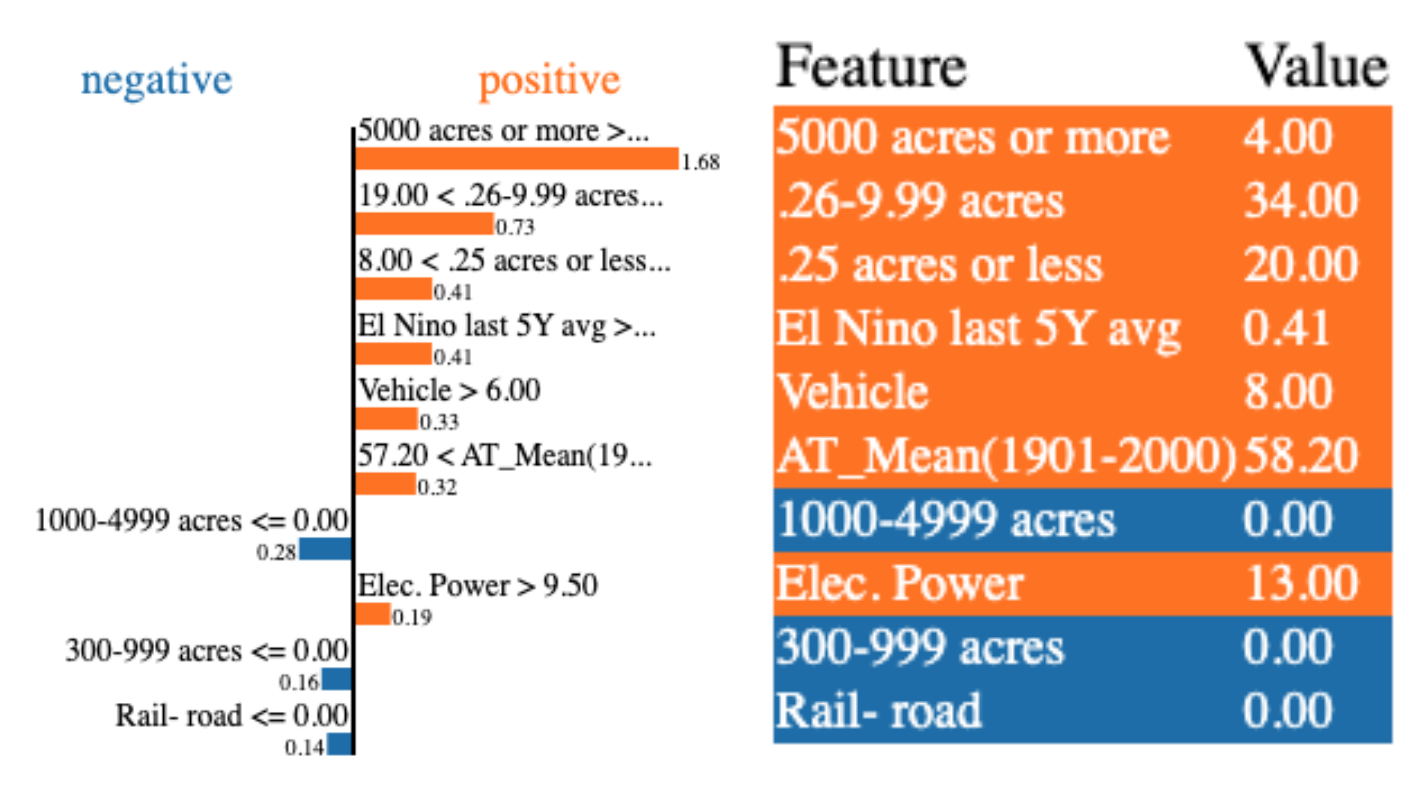 negative positive
5000 acres or more >...
1.68
19.00 < .26-9.99 acres...
0.73
8.00 < .25 acres or less...
0.41
El Nino last 5Y avg >...
0.41
Vehicle > 6.00
0.33
57.20 < AT_Mean(19...
0.32
1000-4999 acres <= 0.00
0.28
Elec. Power > 9.50
0.19
300-999 acres <= 0.00
0.16
Rail- road <= 0.00
0.14
Feature Value
5000 acres or more 4.00
.26-9.99 acres 34.00
.25 acres or less 20.00
El Nino last 5Y avg 0.41
Vehicle 8.00
AT_Mean(1901-2000) 58.20
1000-4999 acres 0.00
Elec. Power 13.00
300-999 acres 0.00
Rail- road 0.00